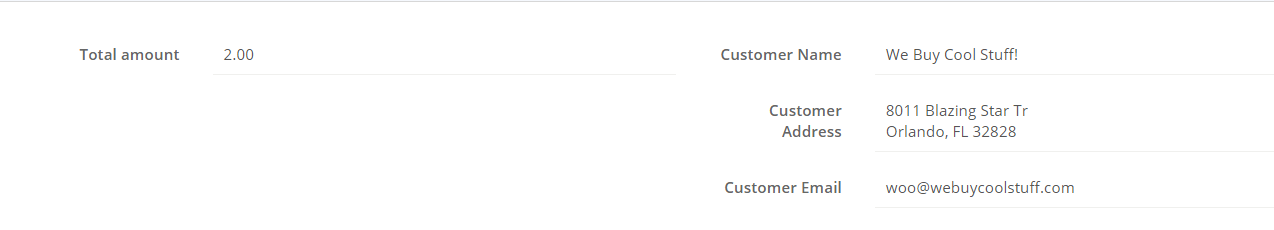 Total amount 2.00
Customer Name We Buy Cool Stuff!
Customer 8011 Blazing Star Tr
Address Orlando, FL 32828
Customer Email woo@webuycoolstuff.com